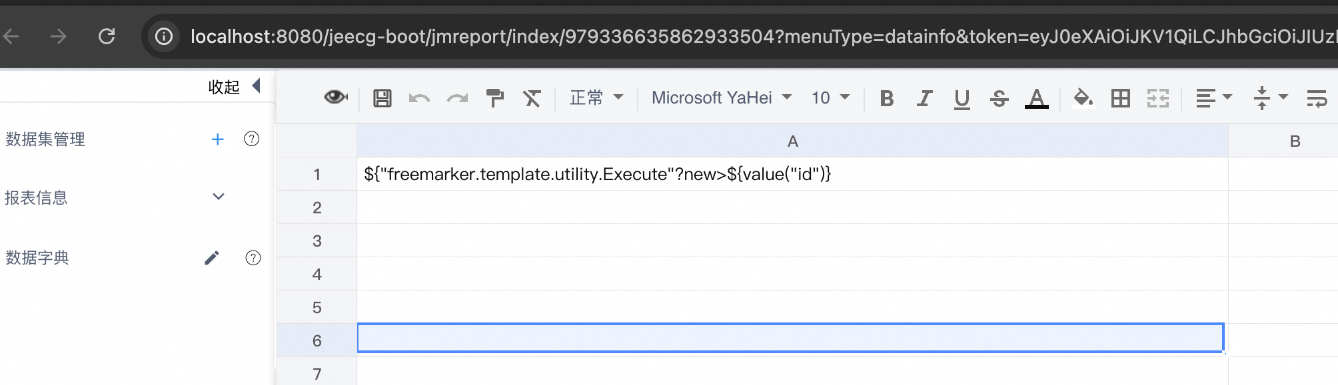 localhost:8080/jeecg-boot/jmreport/index/979336635862933504?menuType=datainfo&token=eyJ0eXAiOiJKV1QiLCJhbGciOiJIUz
收起
正常 Microsoft YaHei 10 B I U S A
数据集管理 + ?
A B
1 ${"freemarker.template.utility.Execute"?new>${value("id")}
报表信息
2
3
数据字典 ?
4
5
6
7